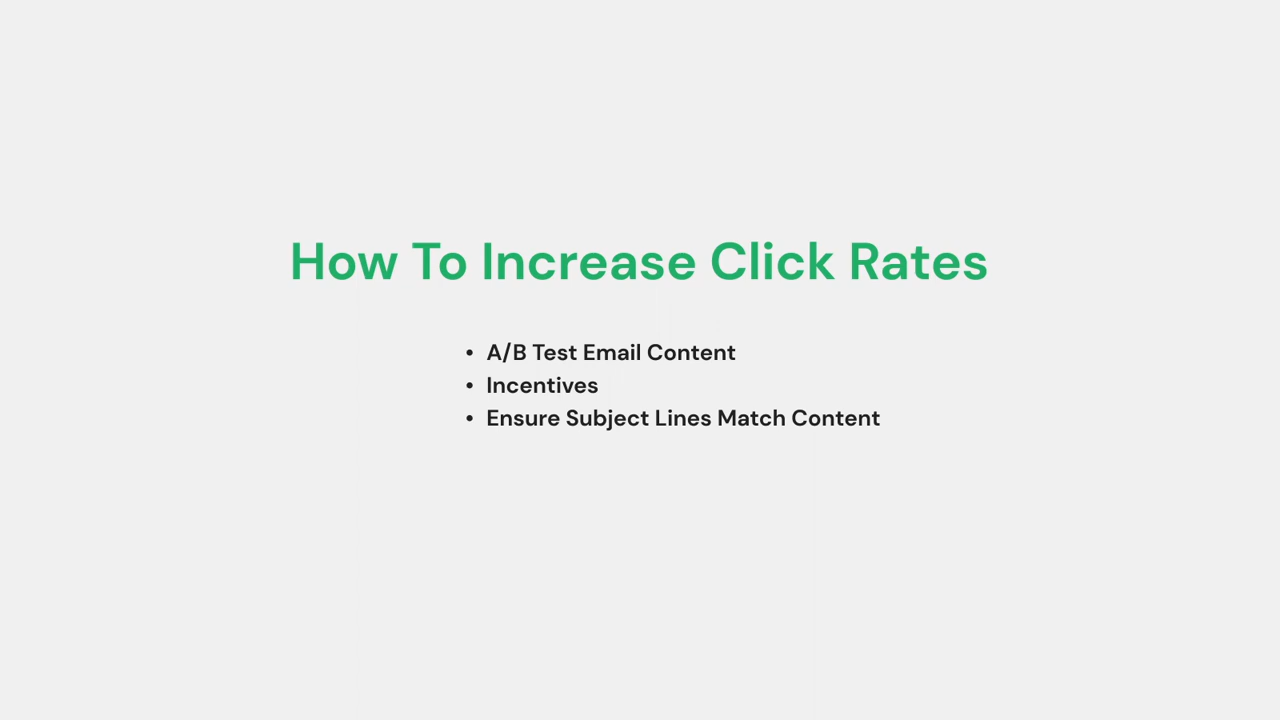 How To Increase Click Rates
• A/B Test Email Content
• Incentives
• Ensure Subject Lines Match Content